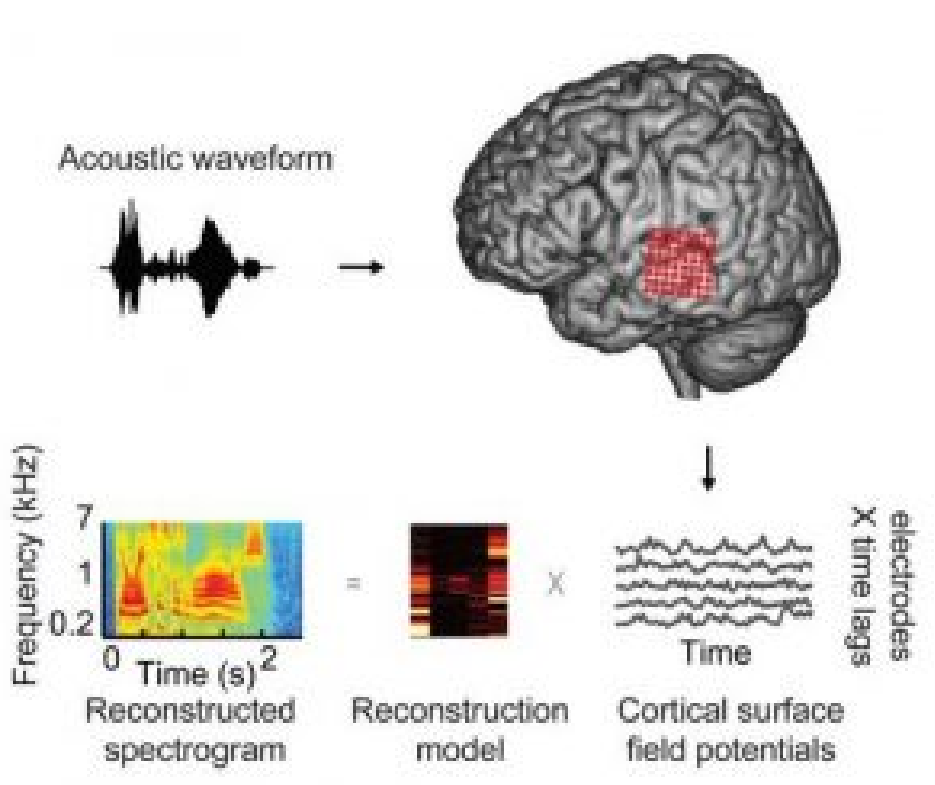 Acoustic waveform
Frequency (kHz)
7
1
0.2
0
2
Time (s)
Reconstructed
spectrogram
=
Reconstruction
model
X
Time
electrodes
X time lags
Cortical surface
field potentials